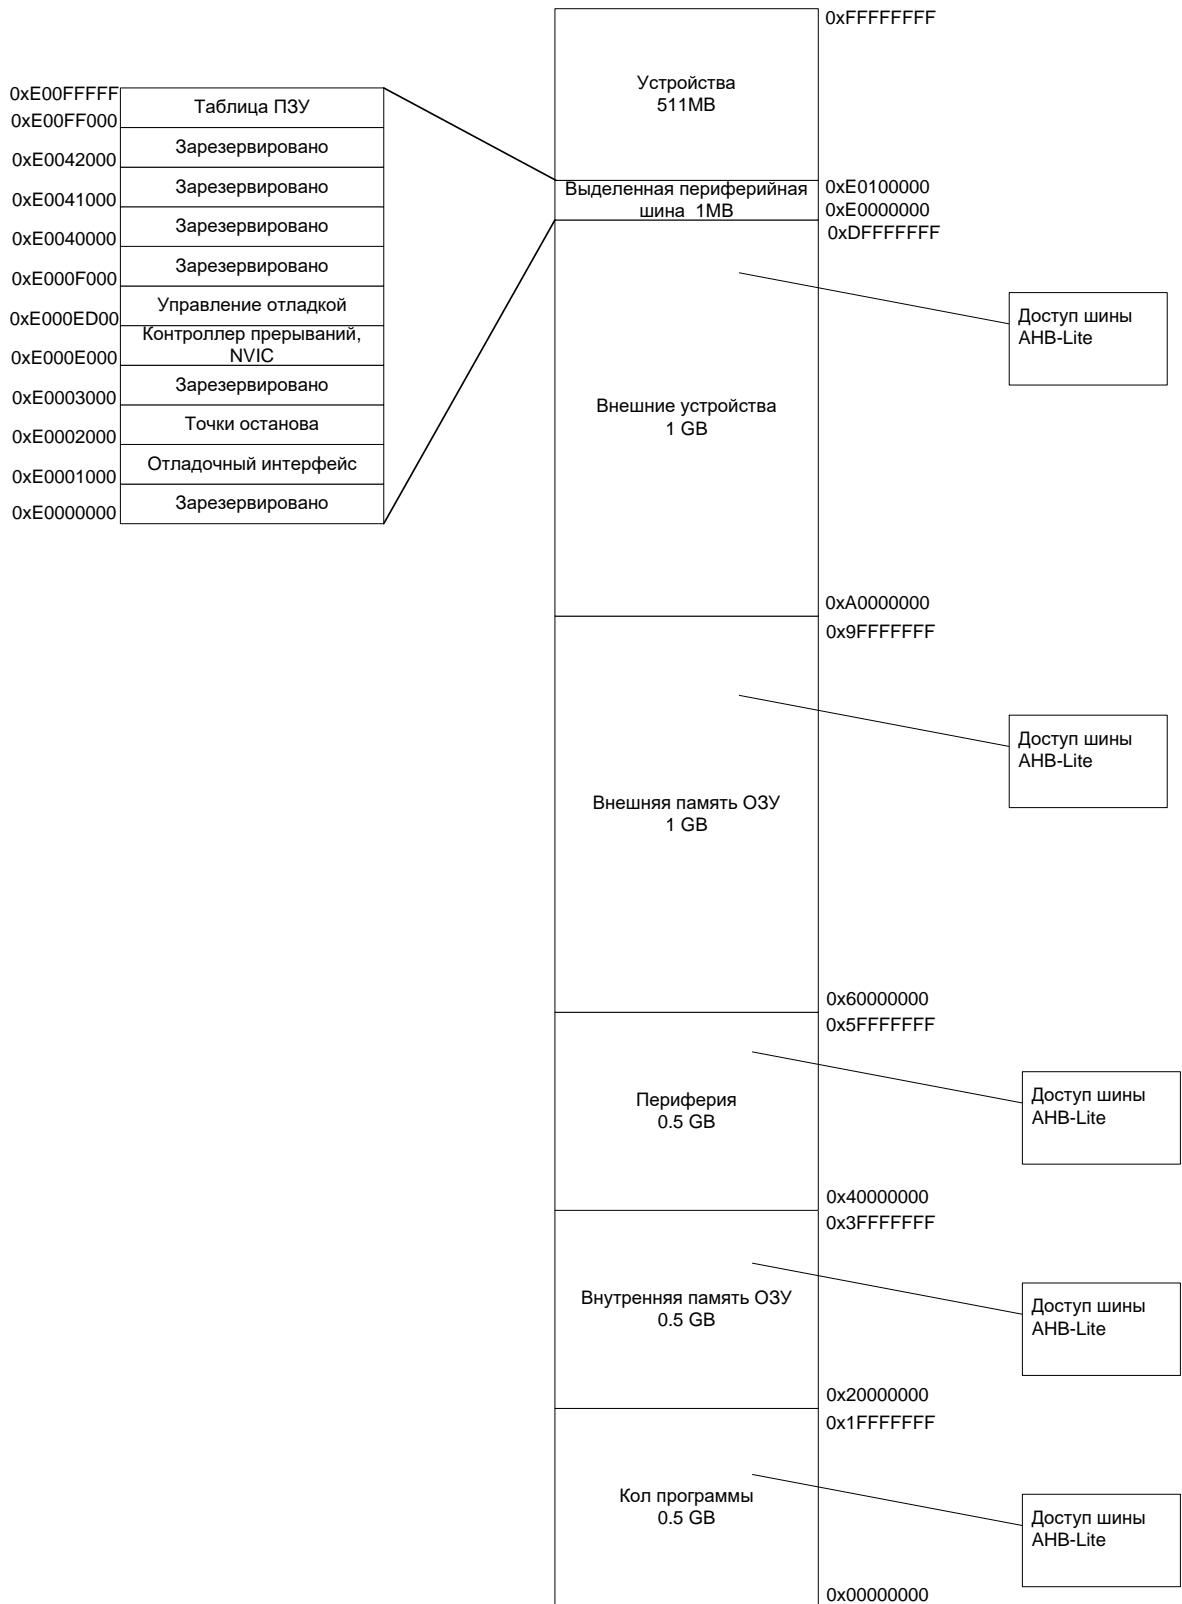 0xFFFFFFFF
Устройства
511MB
0xE0100000
Выделенная периферийная
шина 1MB
0xE0000000
0xDFFFFFFF
0xE00FFFFF
Таблица ПЗУ
0xE00FF000
Зарезервировано
0xE0042000
Зарезервировано
0xE0041000
Зарезервировано
0xE0040000
Зарезервировано
0xE000F000
Управление отладкой
0xE000ED00
Контроллер прерываний,
NVIC
0xE000E000
Зарезервировано
0xE0003000
Точки останова
0xE0002000
Отладочный интерфейс
0xE0001000
Зарезервировано
0xE0000000
Доступ шины
AHB-Lite
Внешние устройства
1 GB
0xA0000000
0x9FFFFFFF
Доступ шины
AHB-Lite
Внешняя память ОЗУ
1 GB
0x60000000
0x5FFFFFFF
Периферия
0.5 GB
Доступ шины
AHB-Lite
0x40000000
0x3FFFFFFF
Внутренняя память ОЗУ
0.5 GB
Доступ шины
AHB-Lite
0x20000000
0x1FFFFFFF
Кол программы
0.5 GB
Доступ шины
AHB-Lite
0x00000000